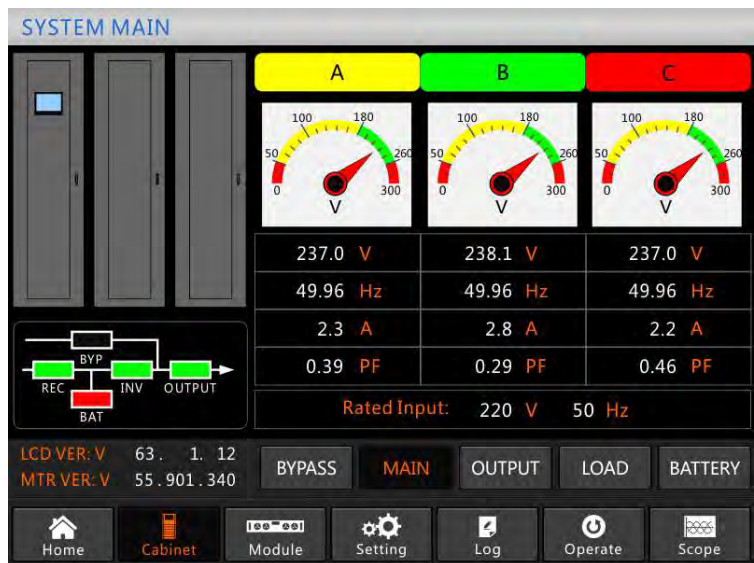 SYSTEM MAIN
A B C
100 180 100 180 100 180
50 260 50 260 50 260
0 300 0 300 0 300
V V V
237.0 V 238.1 V 237.0 V
49.96 Hz 49.96 Hz 49.96 Hz
2.3 A 2.8 A 2.2 A
0.39 PF 0.29 PF 0.46 PF
Rated Input: 220 V 50 Hz
BYP
REC INV OUTPUT
BAT
LCD VER: V 63. 1. 12
MTR VER: V 55.901.340
BYPASS MAIN OUTPUT LOAD BATTERY
Home Cabinet Module Setting Log Operate Scope